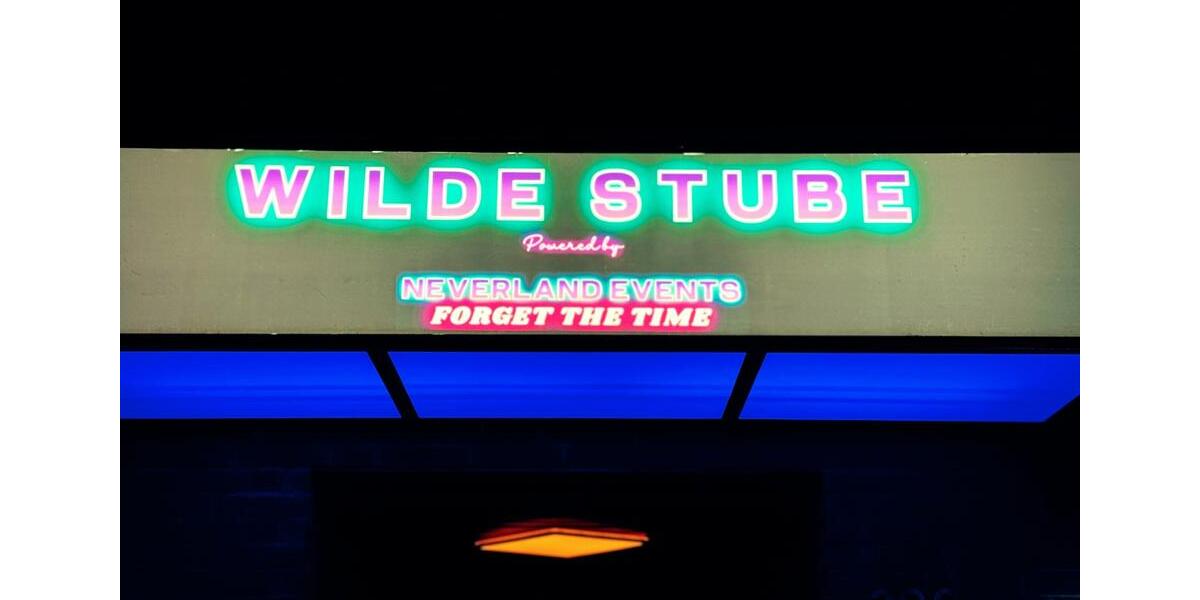 WILDE STUBE
Powered by
NEVERLAND EVENTS
FORGET THE TIME